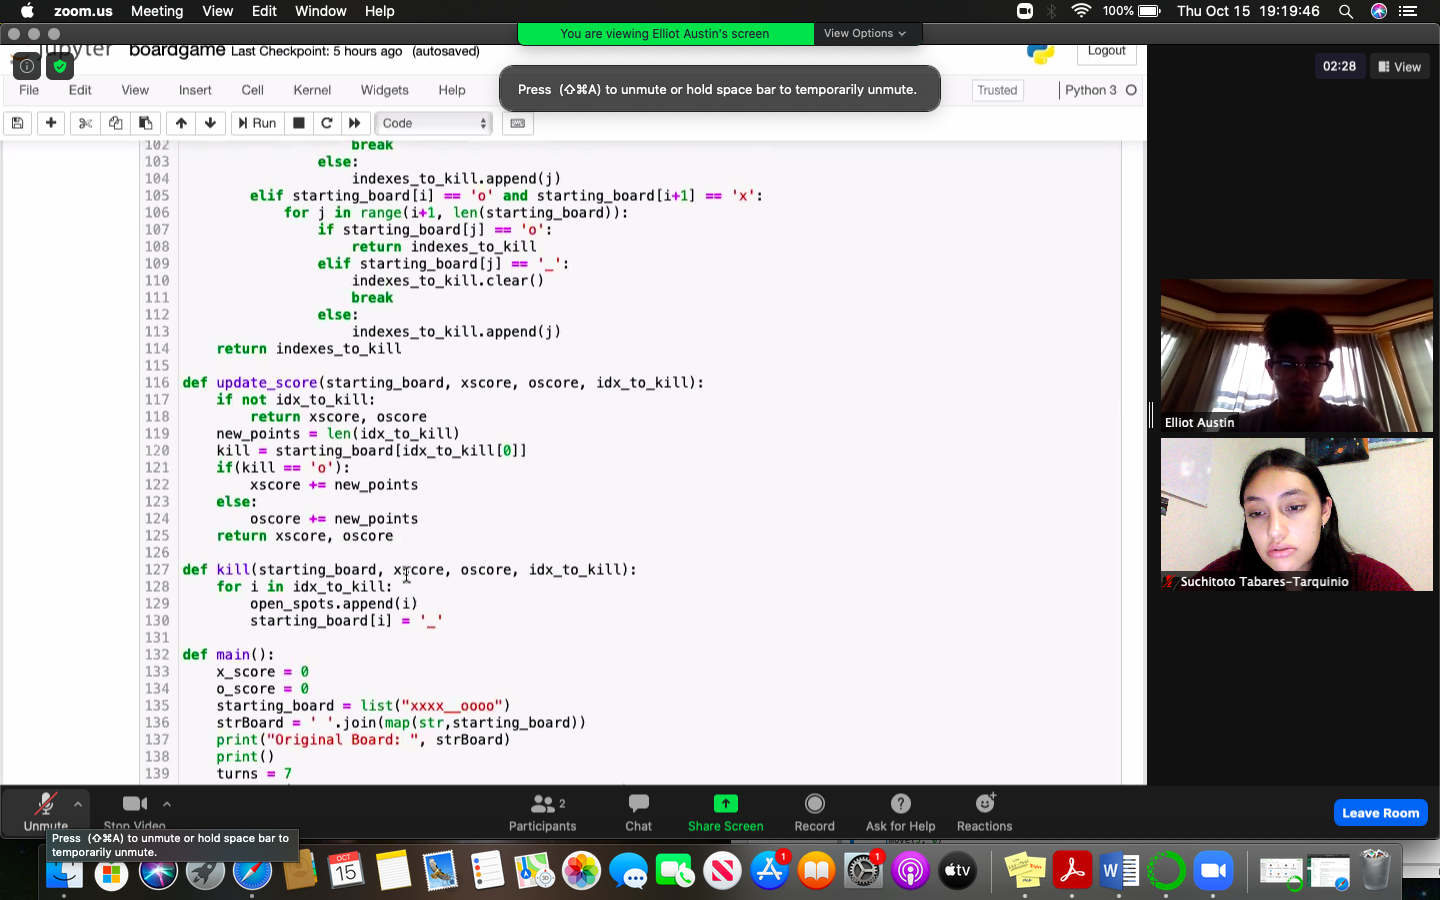 zoom.us Meeting View Edit Window Help 100% Thu Oct 15 19:19:46
You are viewing Elliot Austin's screen View Options
jupyter boardgame Last Checkpoint: 5 hours ago (autosaved) Logout
02:28 View
File Edit View Insert Cell Kernel Widgets Help Trusted Python 3
Press (⇧⌘A) to unmute or hold space bar to temporarily unmute.
Run Code
102 break
103 else:
104 indexes_to_kill.append(j)
105 elif starting_board[i] == 'o' and starting_board[i+1] == 'x':
106 for j in range(i+1, len(starting_board)):
107 if starting_board[j] == 'o':
108 return indexes_to_kill
109 elif starting_board[j] == '_':
110 indexes_to_kill.clear()
111 break
112 else:
113 indexes_to_kill.append(j)
114 return indexes_to_kill
115
116 def update_score(starting_board, xscore, oscore, idx_to_kill):
117 if not idx_to_kill:
118 return xscore, oscore
119 new_points = len(idx_to_kill)
120 kill = starting_board[idx_to_kill[0]]
121 if(kill == 'o'):
122 xscore += new_points
123 else:
124 oscore += new_points
125 return xscore, oscore
126
127 def kill(starting_board, xscore, oscore, idx_to_kill):
128 for i in idx_to_kill:
129 open_spots.append(i)
130 starting_board[i] = '_'
131
132 def main():
133 x_score = 0
134 o_score = 0
135 starting_board = list("xxxx__oooo")
136 strBoard = ' '.join(map(str,starting_board))
137 print("Original Board: ", strBoard)
138 print()
139 turns = 7
Elliot Austin
Suchitoto Tabares-Tarquinio
Unmute Stop Video Participants 2 Chat Share Screen Record Ask for Help Reactions Leave Room
Press (⇧⌘A) to unmute or hold space bar to
temporarily unmute.
OCT
15
1
1
tv
W